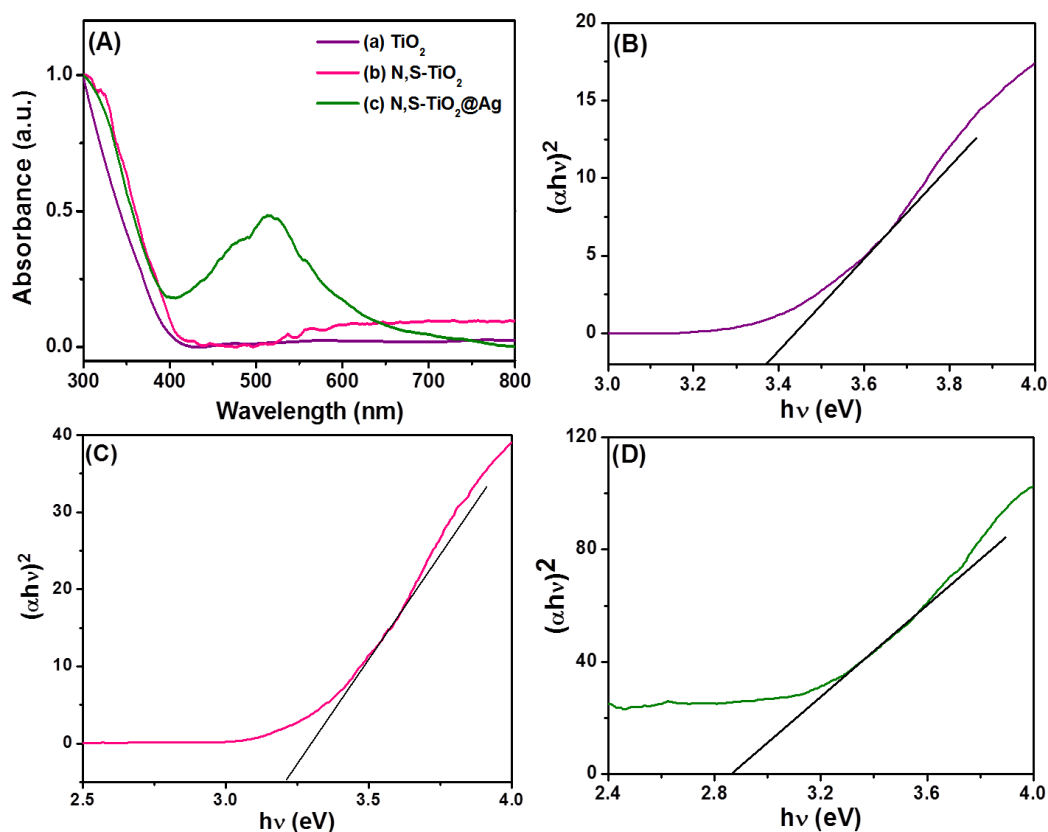 (A)
(a) TiO₂
(b) N,S-TiO₂
(c) N,S-TiO₂@Ag
1.0
0.5
0.0
Absorbance (a.u.)
300 400 500 600 700 800
Wavelength (nm)
(B)
20
15
10
5
0
(αhν)²
3.0 3.2 3.4 3.6 3.8 4.0
hν (eV)
(C)
40
30
20
10
0
(αhν)²
2.5 3.0 3.5 4.0
hν (eV)
(D)
120
80
40
0
(αhν)²
2.4 2.8 3.2 3.6 4.0
hν (eV)